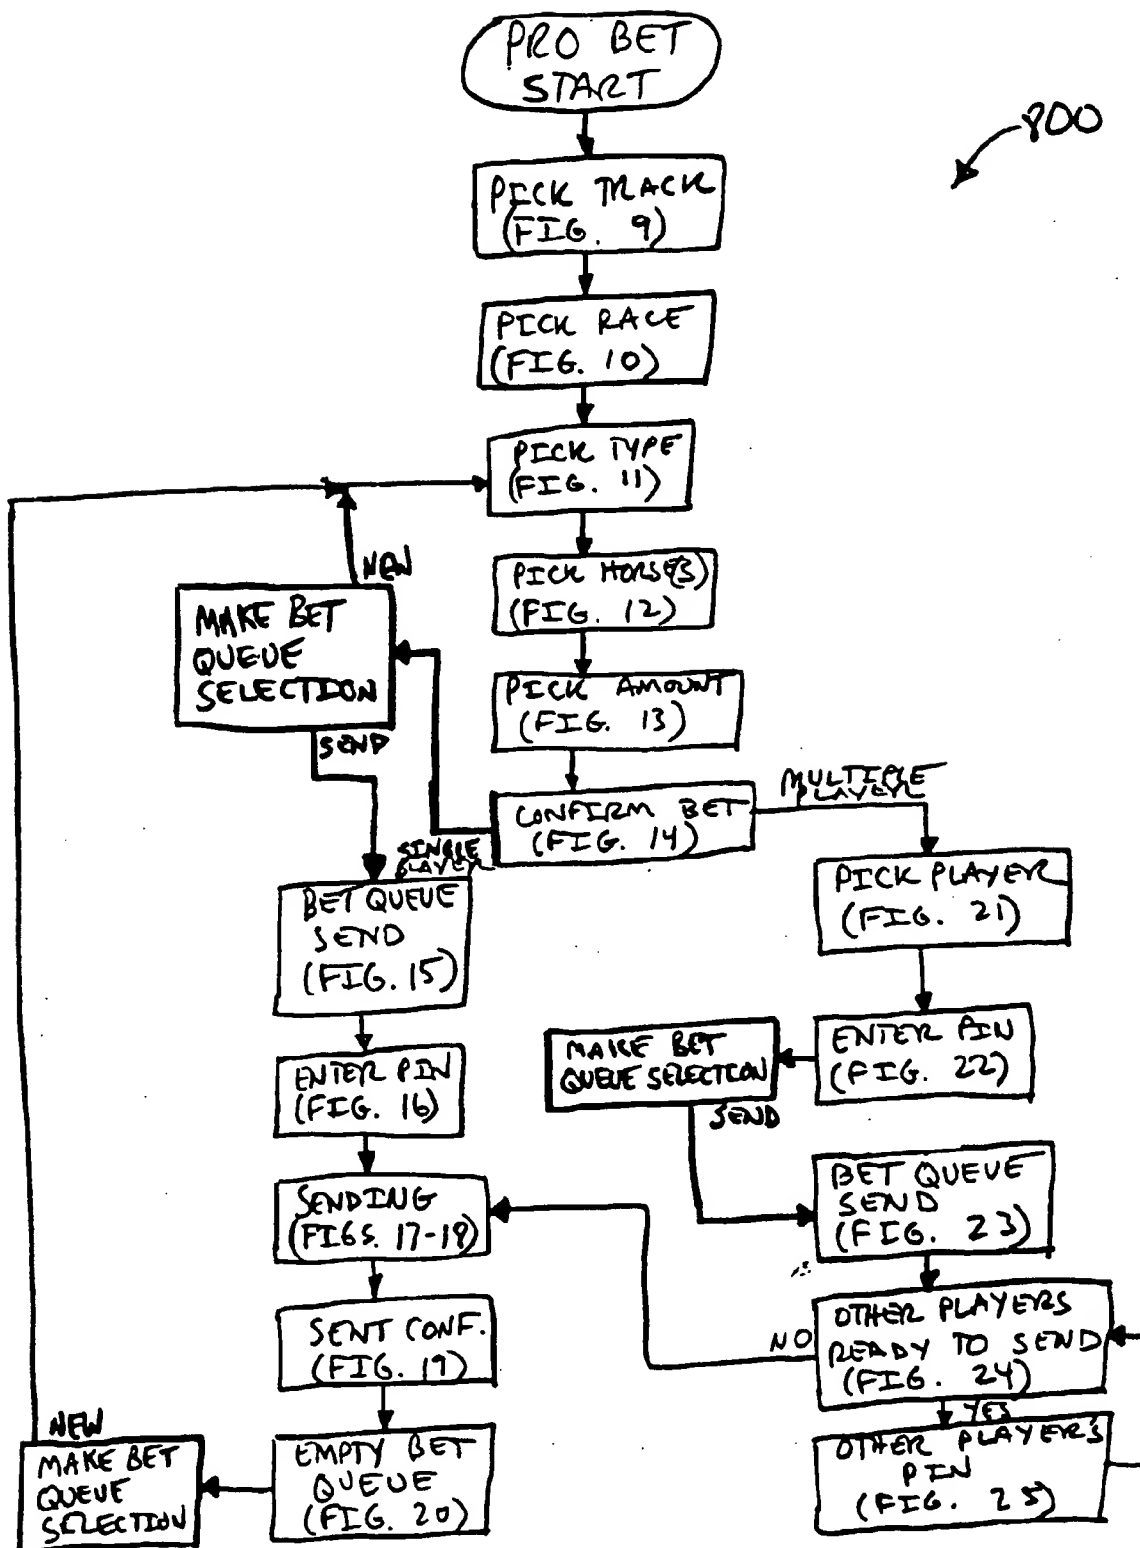 PRO BET
START
800
PICK TRACK
(FIG. 9)
PICK RACE
(FIG. 10)
PICK TYPE
(FIG. 11)
NEW
PICK HORSE(S)
(FIG. 12)
MAKE BET
QUEUE
SELECTION
SEND
PICK AMOUNT
(FIG. 13)
MULTIPLE
PLAYER
CONFIRM BET
(FIG. 14)
SINGLE
PLAYER
PICK PLAYER
(FIG. 21)
BET QUEUE
SEND
(FIG. 15)
ENTER PIN
(FIG. 22)
MAKE BET
QUEUE SELECTION
SEND
ENTER PIN
(FIG. 16)
BET QUEUE
SEND
(FIG. 23)
SENDING
(FIGS. 17-18)
OTHER PLAYERS
READY TO SEND
(FIG. 24)
NO
YES
SENT CONF.
(FIG. 19)
OTHER PLAYER'S
PIN
(FIG. 25)
EMPTY BET
QUEUE
(FIG. 20)
NEW
MAKE BET
QUEUE
SELECTION